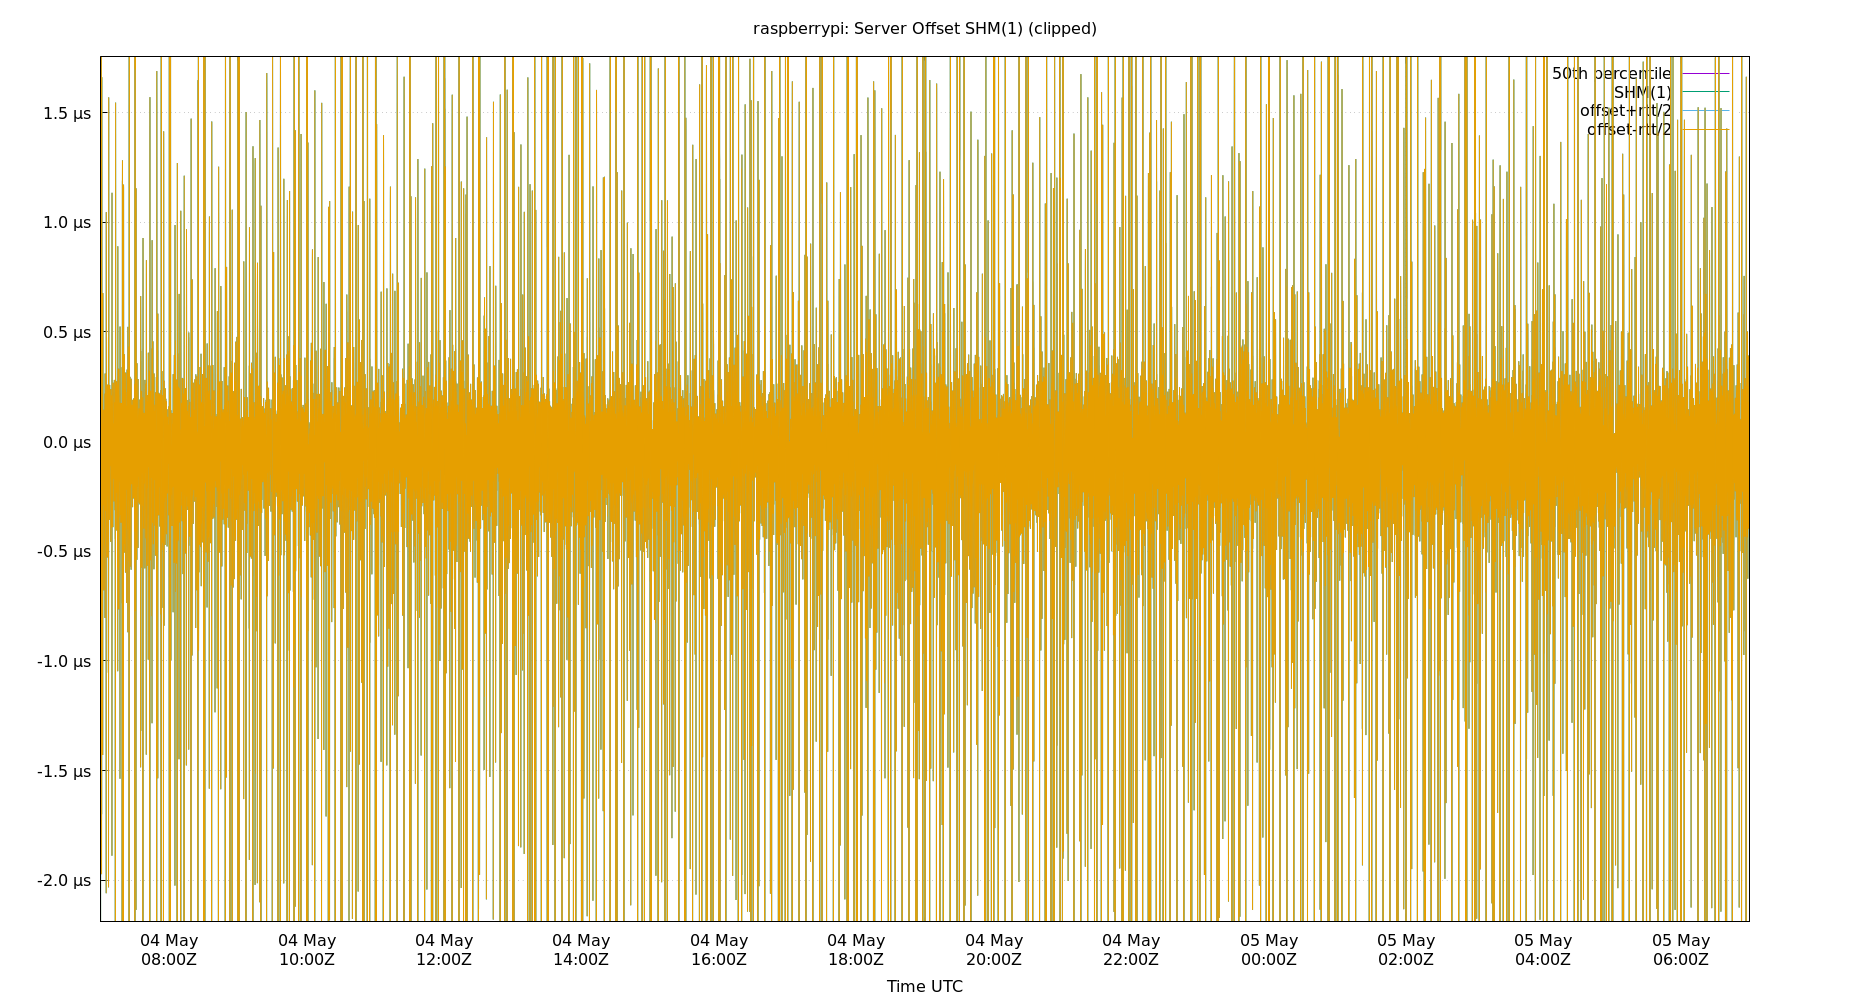 raspberrypi: Server Offset SHM(1) (clipped)
50th percentile
SHM(1)
offset+rtt/2
offset-rtt/2
1.5 µs
1.0 µs
0.5 µs
0.0 µs
-0.5 µs
-1.0 µs
-1.5 µs
-2.0 µs
04 May 04 May 04 May 04 May 04 May 04 May 04 May 04 May 05 May 05 May 05 May 05 May
08:00Z 10:00Z 12:00Z 14:00Z 16:00Z 18:00Z 20:00Z 22:00Z 00:00Z 02:00Z 04:00Z 06:00Z
Time UTC